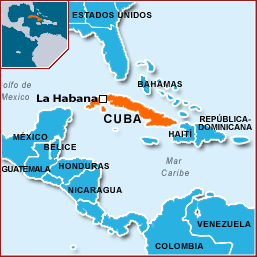 ESTADOS UNIDOS
olfo de
Mexico
BAHAMAS
La Habana
CUBA
REPÚBLICA-
DOMINICANA
HAITÍ
MÉXICO
BELICE
Mar
Caribe
GUATEMALA
HONDURAS
NICARAGUA
VENEZUELA
COLOMBIA